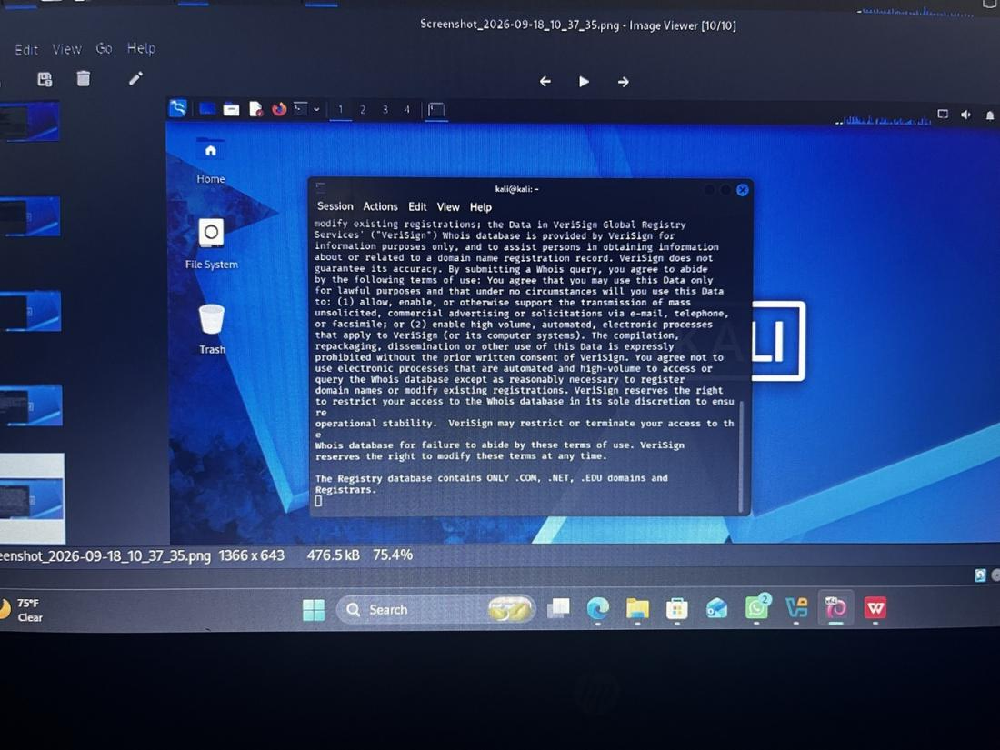 Screenshot_2026-09-18_10_37_35.png - Image Viewer [10/10]
Edit View Go Help
1 2 3 4
Home
File System
Trash
kali@kali: ~
Session Actions Edit View Help
modify existing registrations; the Data in VeriSign Global Registry
Services' ("VeriSign") Whois database is provided by VeriSign for
information purposes only, and to assist persons in obtaining information
about or related to a domain name registration record. VeriSign does not
guarantee its accuracy. By submitting a Whois query, you agree to abide
by the following terms of use: You agree that you may use this Data only
for lawful purposes and that under no circumstances will you use this Data
to: (1) allow, enable, or otherwise support the transmission of mass
unsolicited, commercial advertising or solicitations via e-mail, telephone,
or facsimile; or (2) enable high volume, automated, electronic processes
that apply to VeriSign (or its computer systems). The compilation,
repackaging, dissemination or other use of this Data is expressly
prohibited without the prior written consent of VeriSign. You agree not to
use electronic processes that are automated and high-volume to access or
query the Whois database except as reasonably necessary to register
domain names or modify existing registrations. VeriSign reserves the right
to restrict your access to the Whois database in its sole discretion to ensu
re
operational stability.  VeriSign may restrict or terminate your access to th
e
Whois database for failure to abide by these terms of use. VeriSign
reserves the right to modify these terms at any time.
The Registry database contains ONLY .COM, .NET, .EDU domains and
Registrars.
KALI
eenshot_2026-09-18_10_37_35.png 1366 x 643 476.5 kB 75.4%
75°F
Clear
Search
2
hp